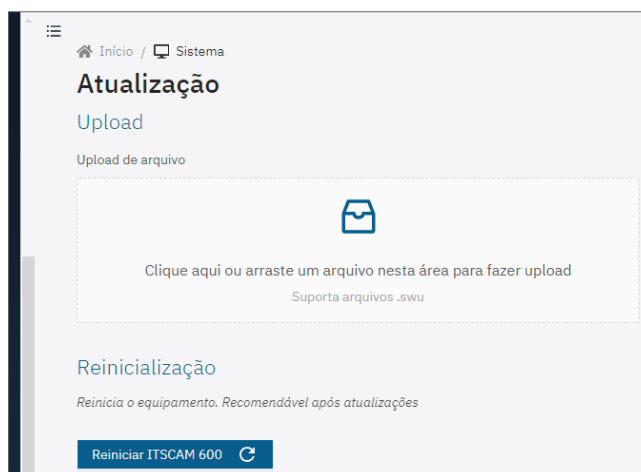 Início / Sistema
Atualização
Upload
Upload de arquivo
Clique aqui ou arraste um arquivo nesta área para fazer upload
Suporta arquivos .swu
Reinicialização
Reinicia o equipamento. Recomendável após atualizações
Reiniciar ITSCAM 600